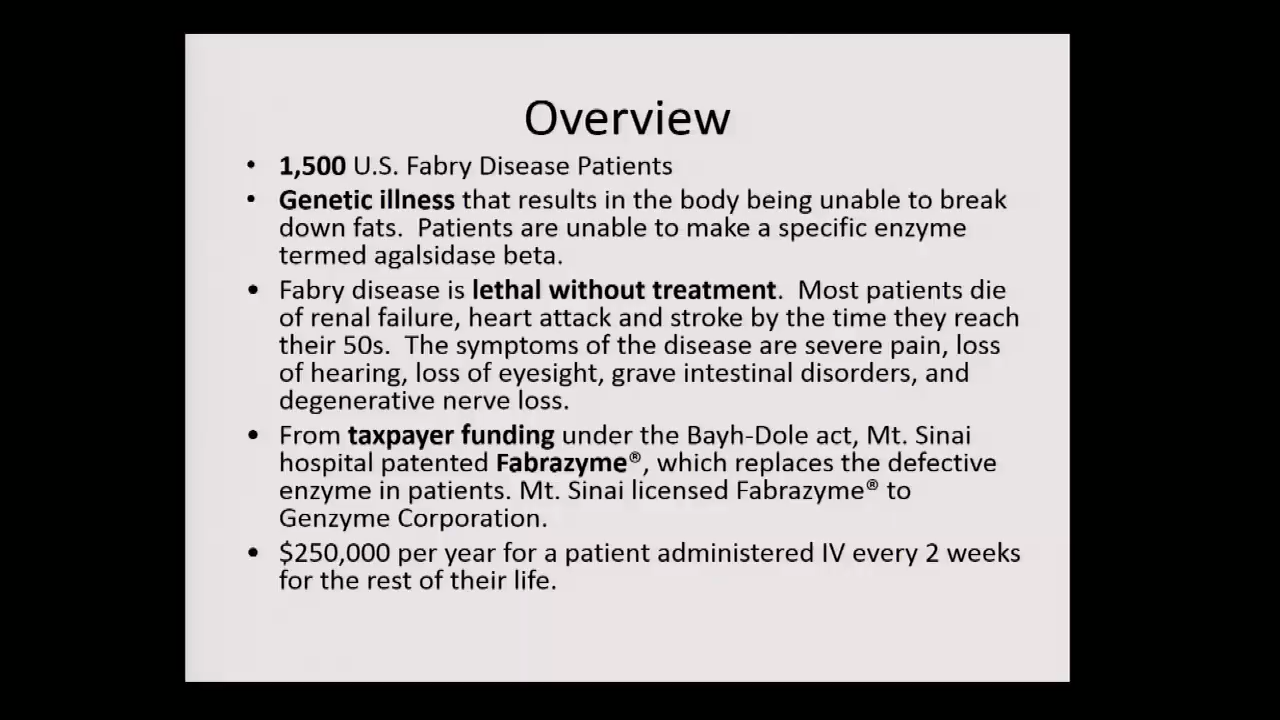 Overview
• 1,500 U.S. Fabry Disease Patients
• Genetic illness that results in the body being unable to break
down fats.  Patients are unable to make a specific enzyme
termed agalsidase beta.
• Fabry disease is lethal without treatment.  Most patients die
of renal failure, heart attack and stroke by the time they reach
their 50s.  The symptoms of the disease are severe pain, loss
of hearing, loss of eyesight, grave intestinal disorders, and
degenerative nerve loss.
• From taxpayer funding under the Bayh-Dole act, Mt. Sinai
hospital patented Fabrazyme®, which replaces the defective
enzyme in patients. Mt. Sinai licensed Fabrazyme® to
Genzyme Corporation.
• $250,000 per year for a patient administered IV every 2 weeks
for the rest of their life.